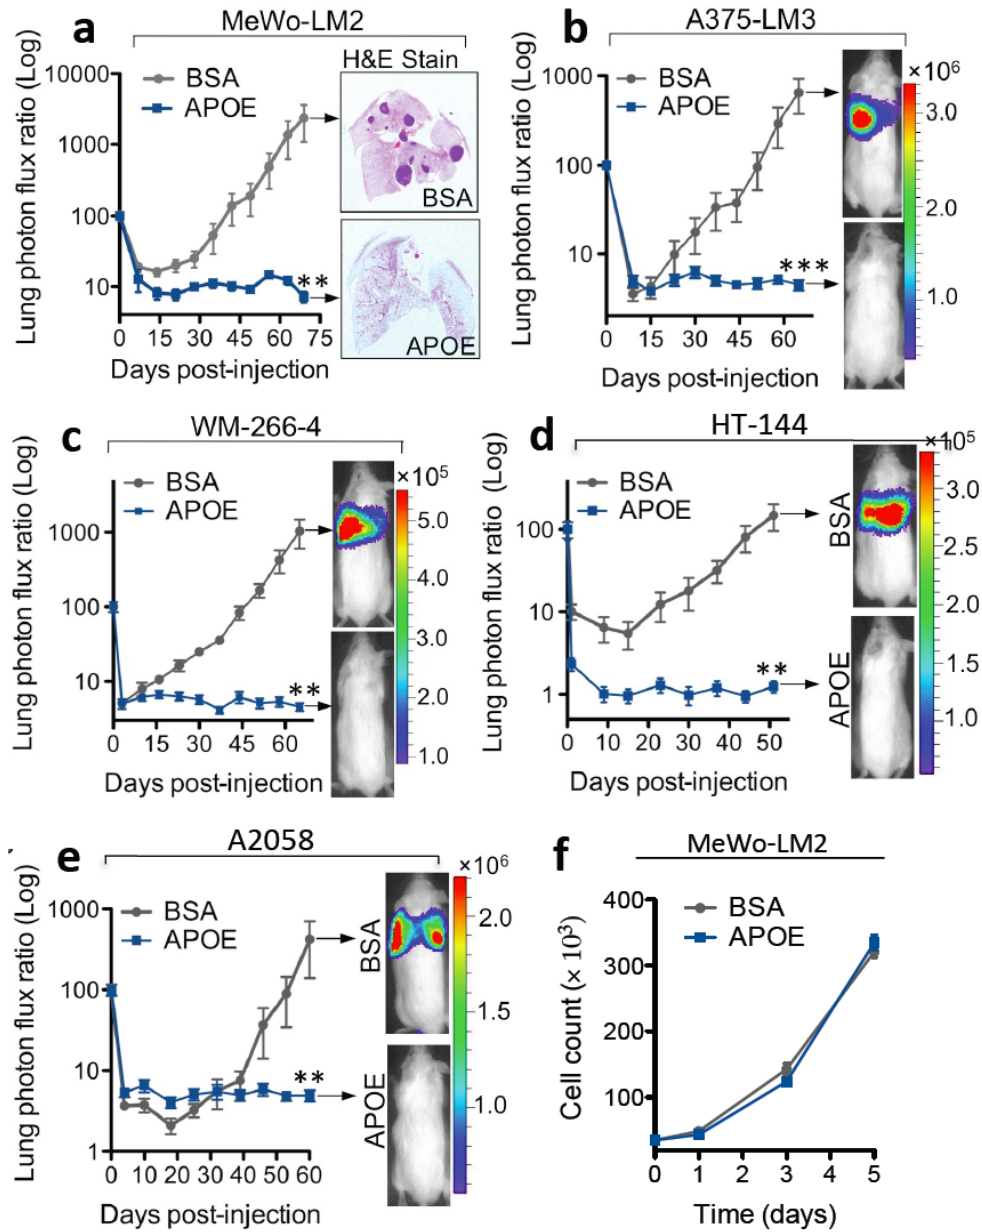 a
MeWo-LM2
Lung photon flux ratio (Log)
10000
1000
100
10
BSA
APOE
**
0 15 30 45 60 75
Days post-injection
H&E Stain
BSA
APOE
b
A375-LM3
Lung photon flux ratio (Log)
1000
100
10
BSA
APOE
***
0 15 30 45 60
Days post-injection
×10⁶
3.0
2.0
1.0
c
WM-266-4
Lung photon flux ratio (Log)
1000
100
10
BSA
APOE
**
0 15 30 45 60
Days post-injection
×10⁵
5.0
4.0
3.0
2.0
1.0
d
HT-144
Lung photon flux ratio (Log)
100
10
1
BSA
APOE
**
0 10 20 30 40 50
Days post-injection
BSA
APOE
×10⁵
3.0
2.5
2.0
1.5
1.0
e
A2058
Lung photon flux ratio (Log)
1000
100
10
1
BSA
APOE
**
0 10 20 30 40 50 60
Days post-injection
BSA
APOE
×10⁶
2.0
1.5
1.0
f
MeWo-LM2
Cell count (× 10³)
400
300
200
100
BSA
APOE
0 1 2 3 4 5
Time (days)